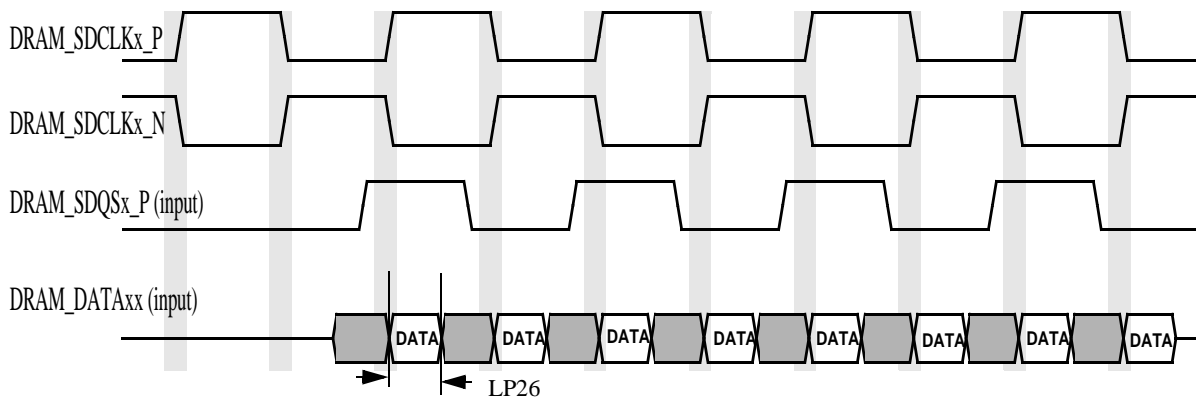 DRAM_SDCLKx_P
DRAM_SDCLKx_N
DRAM_SDQSx_P (input)
DRAM_DATAxx (input)
DATA DATA DATA DATA DATA DATA DATA DATA
LP26